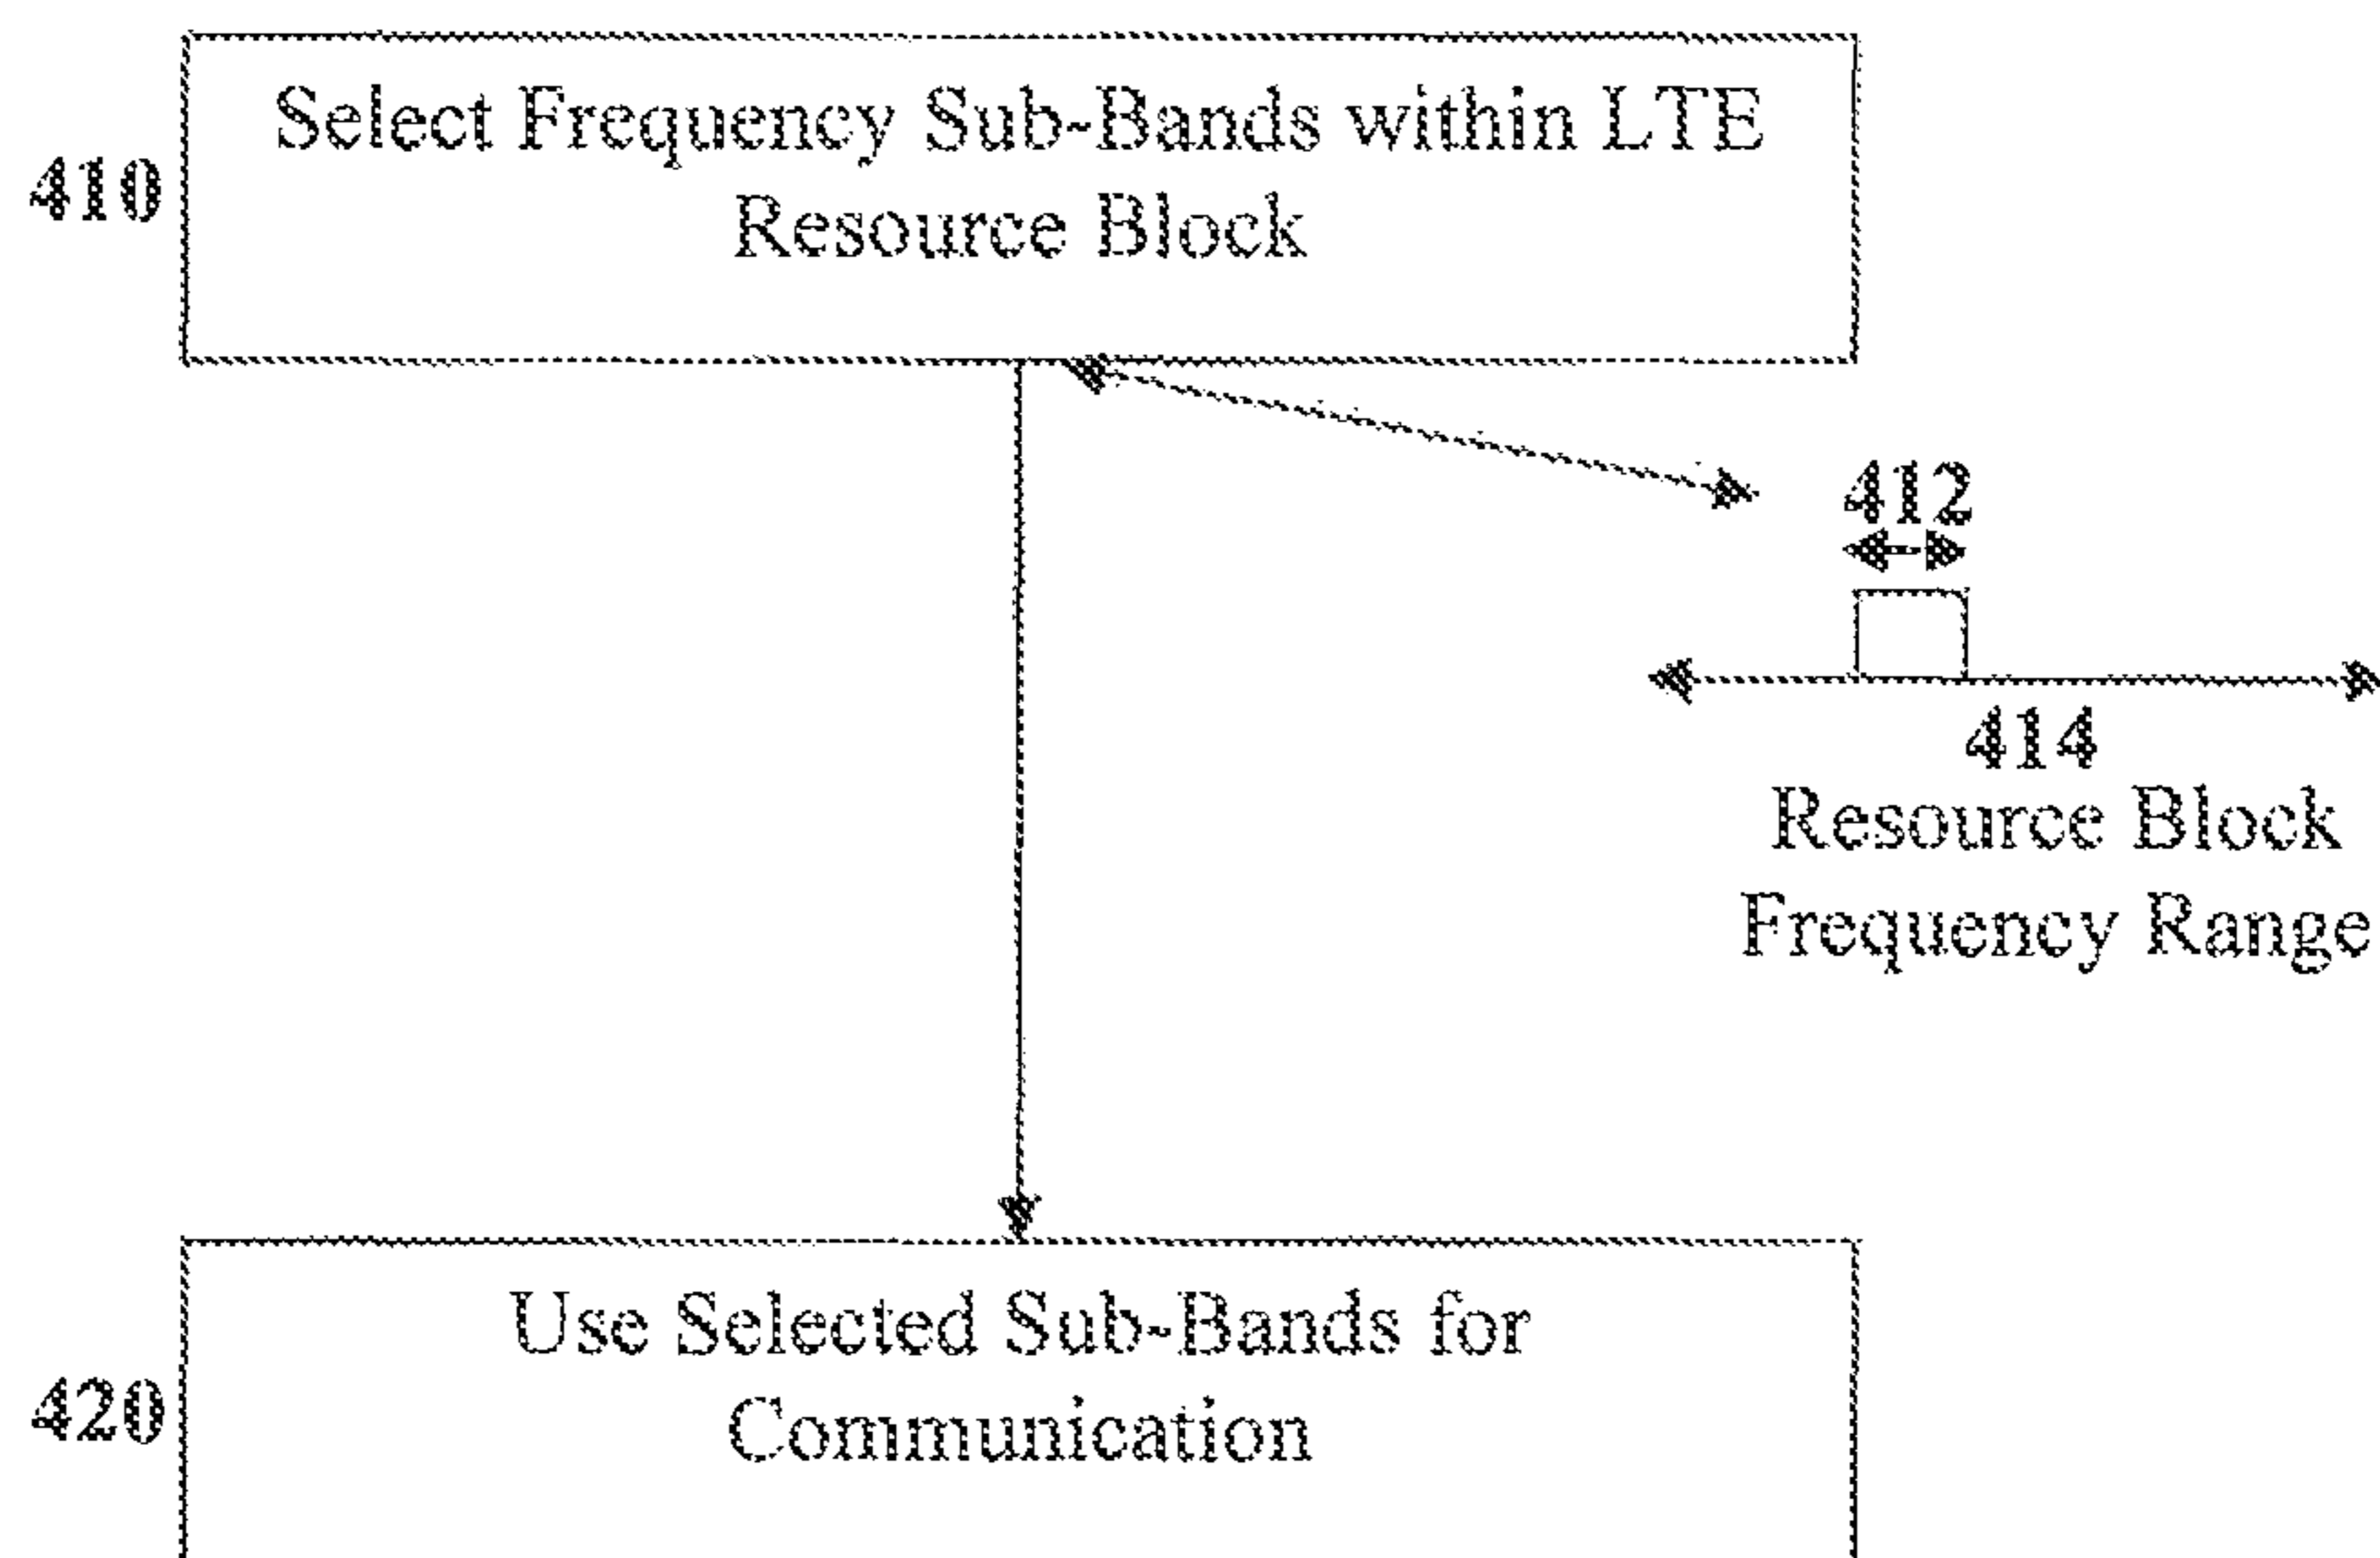 410
Select Frequency Sub-Bands within LTE
Resource Block
412
414
Resource Block
Frequency Range
420
Use Selected Sub-Bands for
Communication